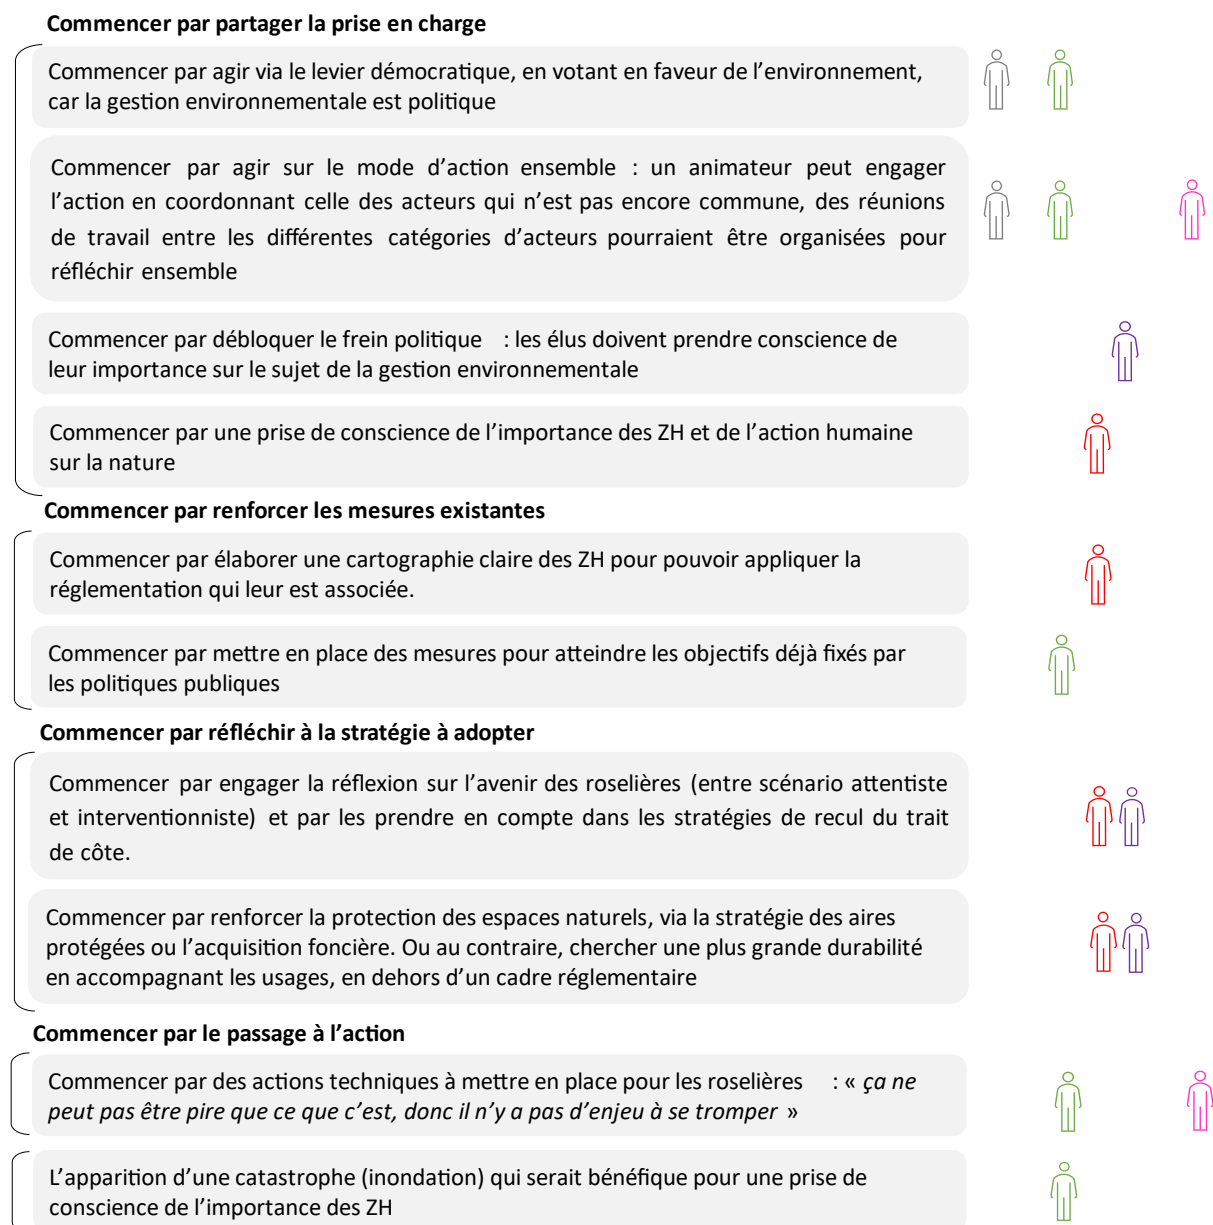 Commencer par partager la prise en charge
Commencer par agir via le levier démocratique, en votant en faveur de l’environnement,
car la gestion environnementale est politique
Commencer par agir sur le mode d’action ensemble : un animateur peut engager
l’action en coordonnant celle des acteurs qui n’est pas encore commune, des réunions
de travail entre les différentes catégories d’acteurs pourraient être organisées pour
réfléchir ensemble
Commencer par débloquer le frein politique : les élus doivent prendre conscience de
leur importance sur le sujet de la gestion environnementale
Commencer par une prise de conscience de l’importance des ZH et de l’action humaine
sur la nature
Commencer par renforcer les mesures existantes
Commencer par élaborer une cartographie claire des ZH pour pouvoir appliquer la
réglementation qui leur est associée.
Commencer par mettre en place des mesures pour atteindre les objectifs déjà fixés par
les politiques publiques
Commencer par réfléchir à la stratégie à adopter
Commencer par engager la réflexion sur l’avenir des roselières (entre scénario attentiste
et interventionniste) et par les prendre en compte dans les stratégies de recul du trait
de côte.
Commencer par renforcer la protection des espaces naturels, via la stratégie des aires
protégées ou l’acquisition foncière. Ou au contraire, chercher une plus grande durabilité
en accompagnant les usages, en dehors d’un cadre réglementaire
Commencer par le passage à l’action
Commencer par des actions techniques à mettre en place pour les roselières : « ça ne
peut pas être pire que ce que c’est, donc il n’y a pas d’enjeu à se tromper »
L’apparition d’une catastrophe (inondation) qui serait bénéfique pour une prise de
conscience de l’importance des ZH